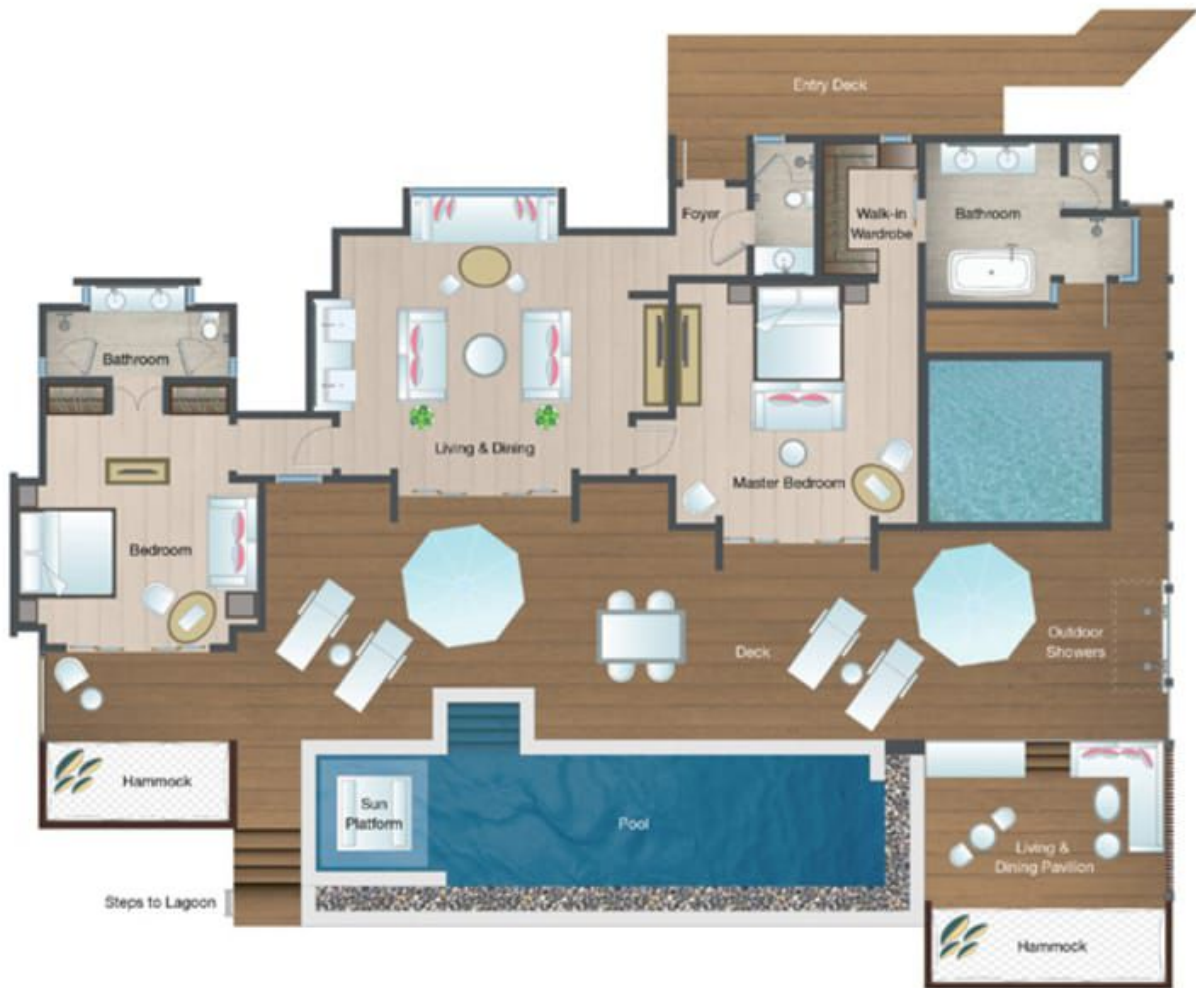 Entry Deck
Foyer
Walk-in
Wardrobe
Bathroom
Bathroom
Living & Dining
Master Bedroom
Bedroom
Outdoor
Showers
Deck
Hammock
Sun
Platform
Pool
Living &
Dining Pavilion
Steps to Lagoon
Hammock